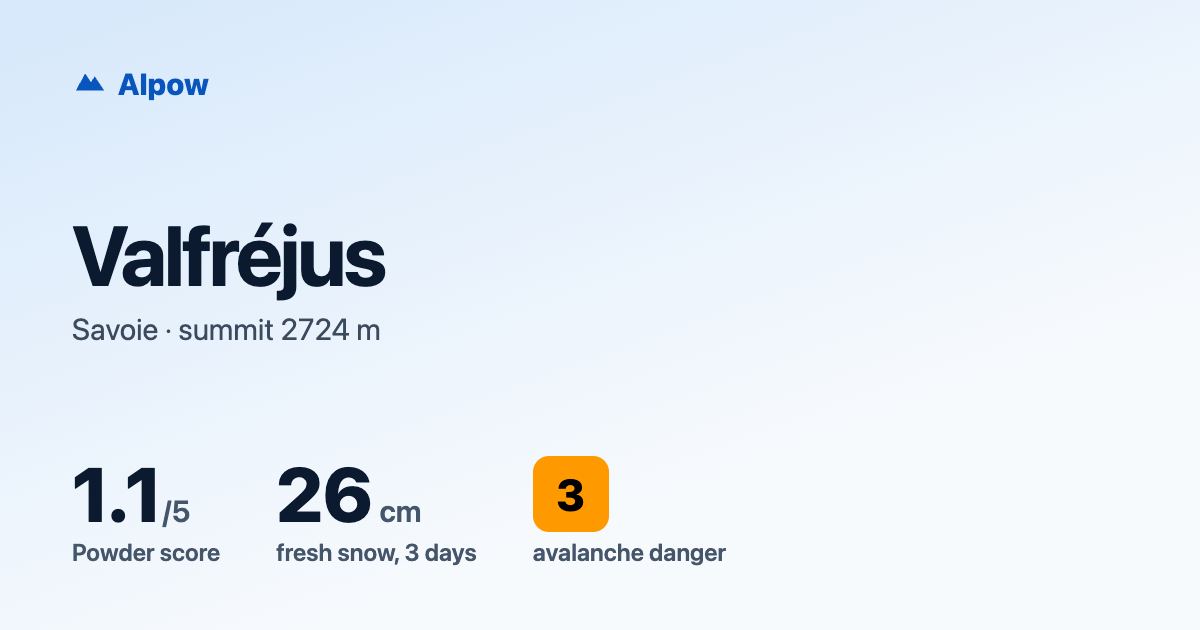 Alpow
Valfréjus
Savoie · summit 2724 m
1.1/5
Powder score
26 cm
fresh snow, 3 days
3
avalanche danger